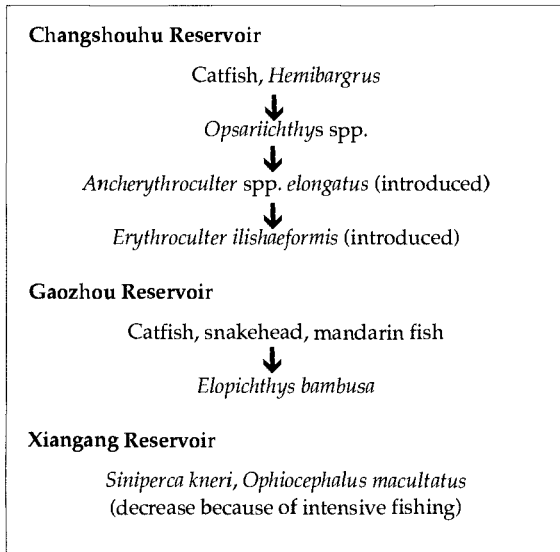 Changshouhu Reservoir
Catfish, Hemibargrus
Opsariichthys spp.
Ancherythroculter spp. elongatus (introduced)
Erythroculter ilishaeformis (introduced)
Gaozhou Reservoir
Catfish, snakehead, mandarin fish
Elopichthys bambusa
Xiangang Reservoir
Siniperca kneri, Ophiocephalus macultatus
(decrease because of intensive fishing)